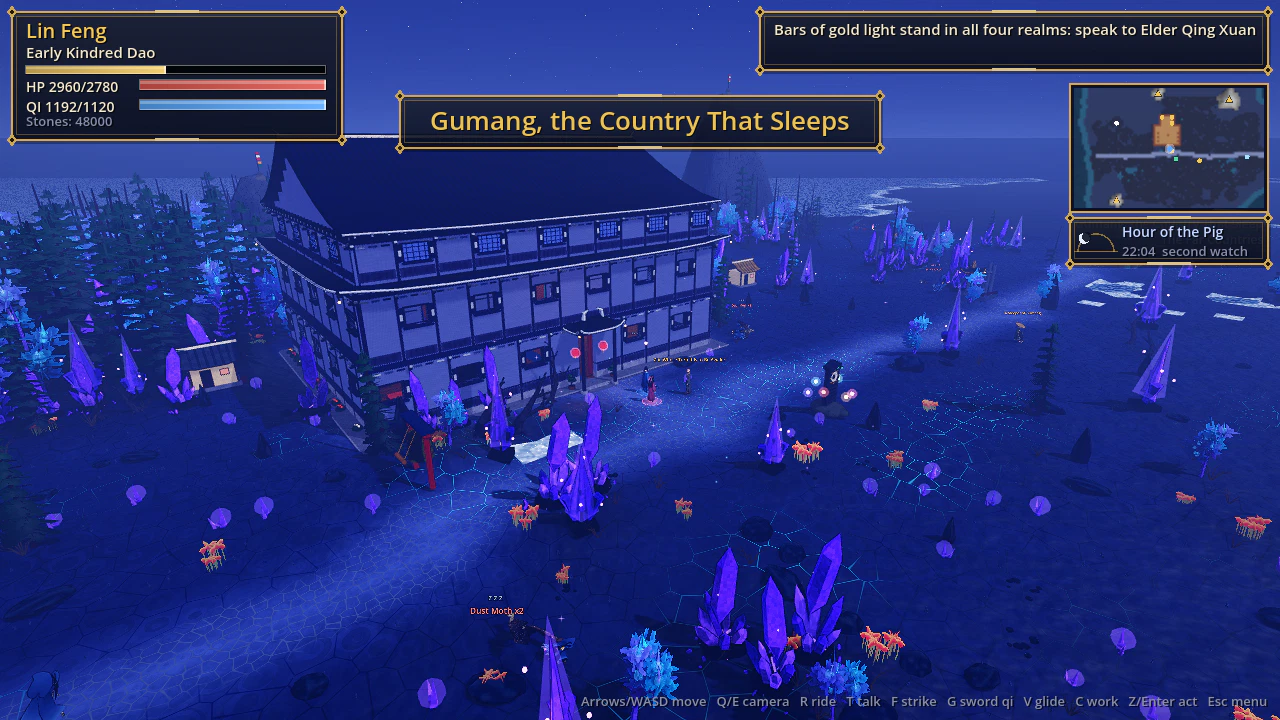 Lin Feng
Early Kindred Dao
HP 2960/2780
QI 1192/1120
Stones: 48000
Bars of gold light stand in all four realms: speak to Elder Qing Xuan
Gumang, the Country That Sleeps
Hour of the Pig
22:04 second watch
z z z
Dust Moth x2
Arrows/WASD move Q/E camera R ride T talk F strike G sword qi V glide C work Z/Enter act Esc menu